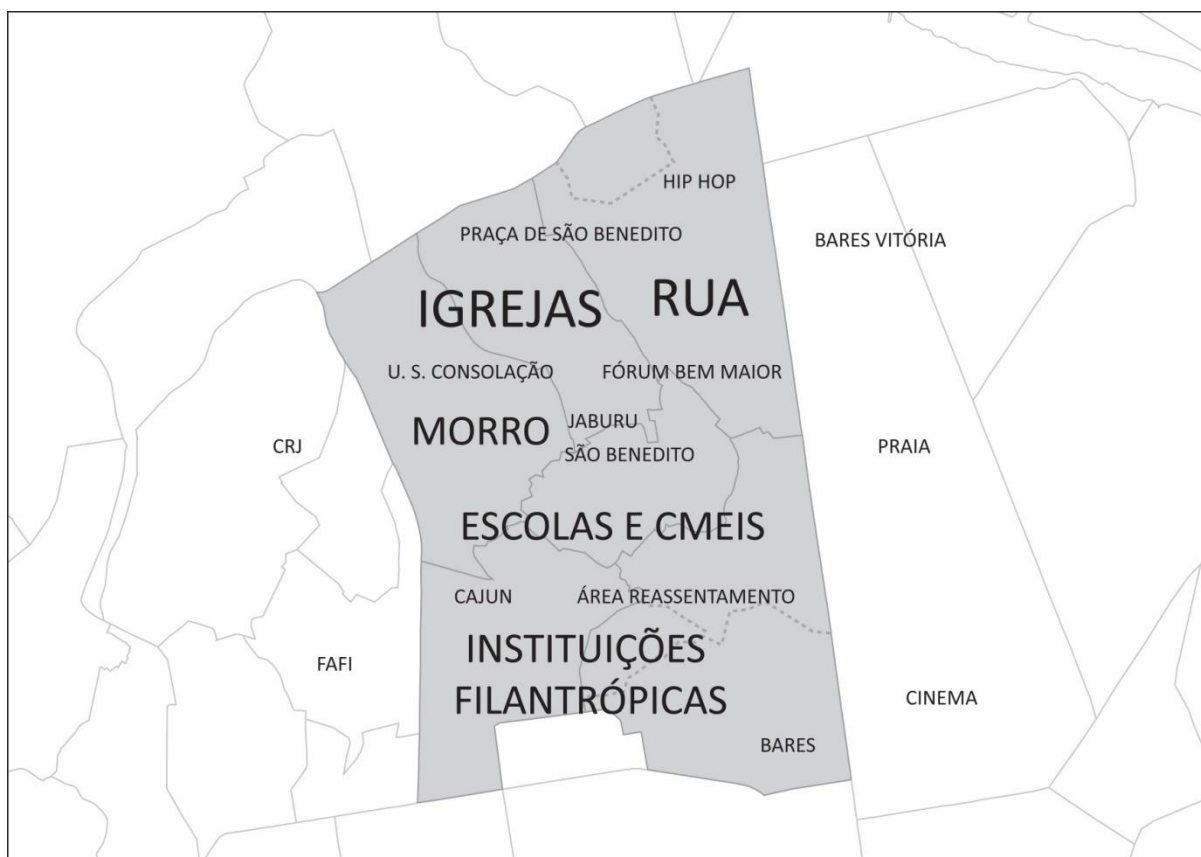 HIP HOP
PRAÇA DE SÃO BENEDITO
BARES VITÓRIA
IGREJAS
RUA
U. S. CONSOLAÇÃO
FÓRUM BEM MAIOR
MORRO
JABURU
CRJ
SÃO BENEDITO
PRAIA
ESCOLAS E CMEIS
CAJUN
ÁREA REASSENTAMENTO
INSTITUIÇÕES
FILANTRÓPICAS
FAFI
CINEMA
BARES